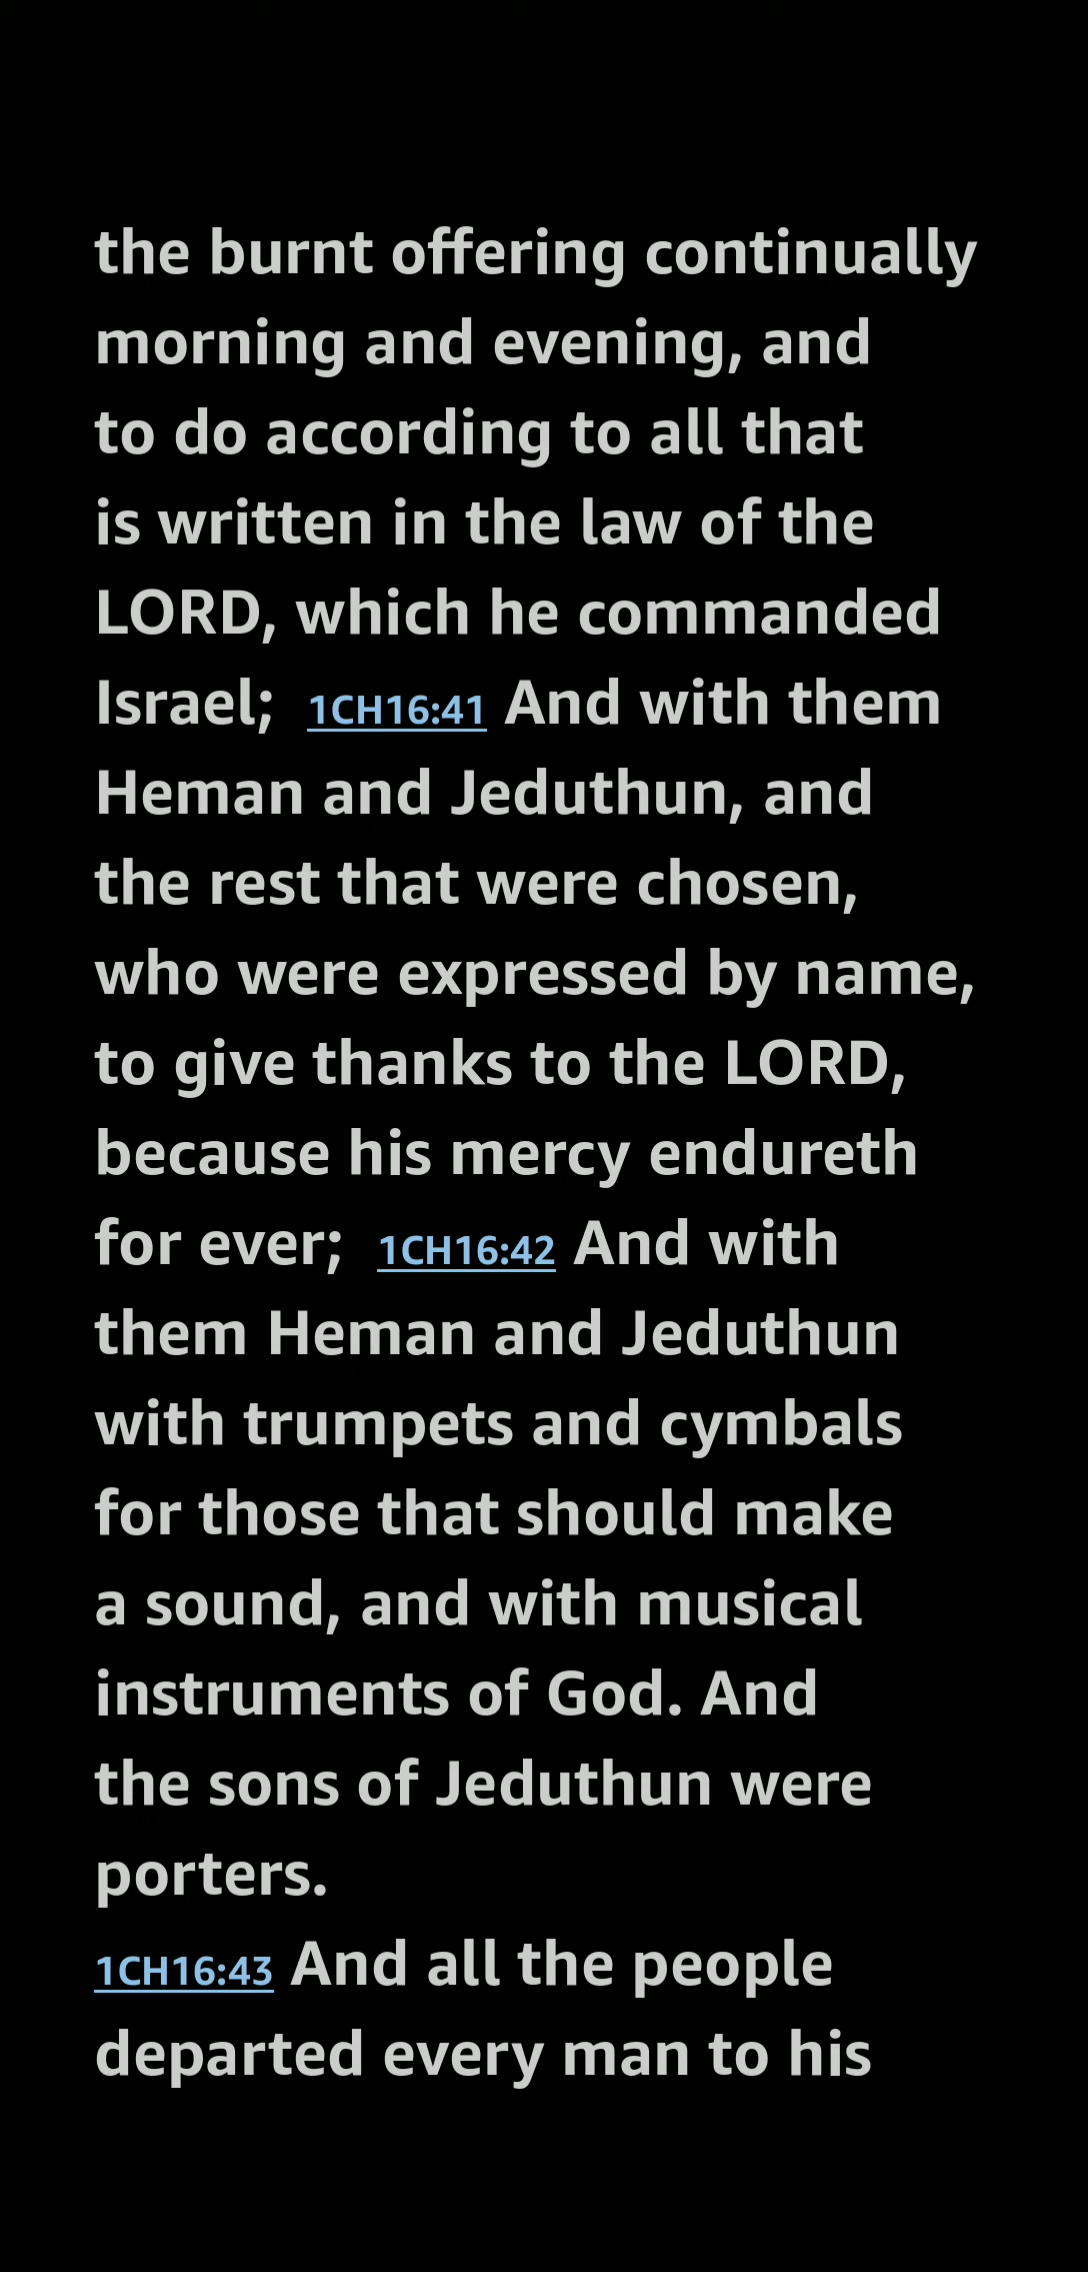 the burnt offering continually
morning and evening, and
to do according to all that
is written in the law of the
LORD, which he commanded
Israel; 1CH16:41 And with them
Heman and Jeduthun, and
the rest that were chosen,
who were expressed by name,
to give thanks to the LORD,
because his mercy endureth
for ever; 1CH16:42 And with
them Heman and Jeduthun
with trumpets and cymbals
for those that should make
a sound, and with musical
instruments of God. And
the sons of Jeduthun were
porters.
1CH16:43 And all the people
departed every man to his